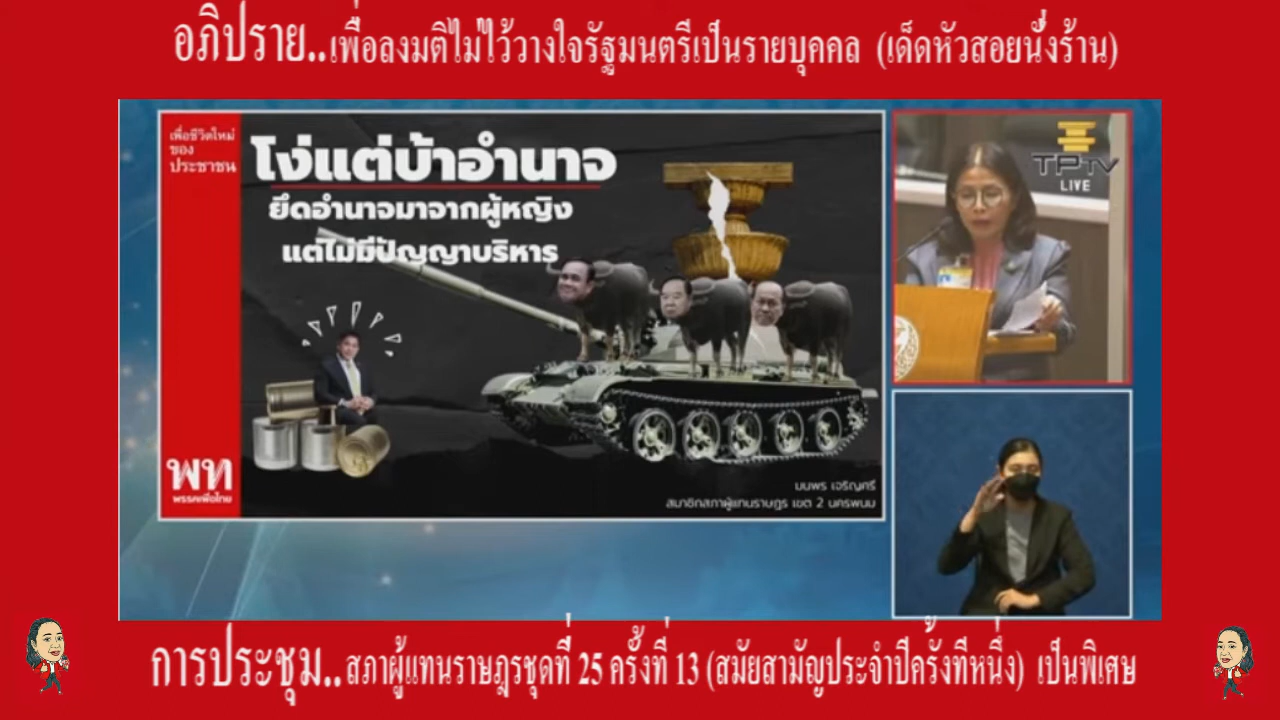 อภิปราย..เพื่อลงมติไม่ไว้วางใจรัฐมนตรีเป็นรายบุคคล (เด็ดหัวสอยนั่งร้าน)
เพื่อชีวิตใหม่
ของ
ประชาชน
โง่แต่บ้าอำนาจ
ยึดอำนาจมาจากผู้หญิง
แต่ไม่มีปัญญาบริหาร
TPTV
LIVE
พท
พรรคเพื่อไทย
มนพร เจริญศรี
สมาชิกสภาผู้แทนราษฎร เขต 2 นครพนม
การประชุม..สภาผู้แทนราษฎรชุดที่ 25 ครั้งที่ 13 (สมัยสามัญประจำปีครั้งที่หนึ่ง) เป็นพิเศษ